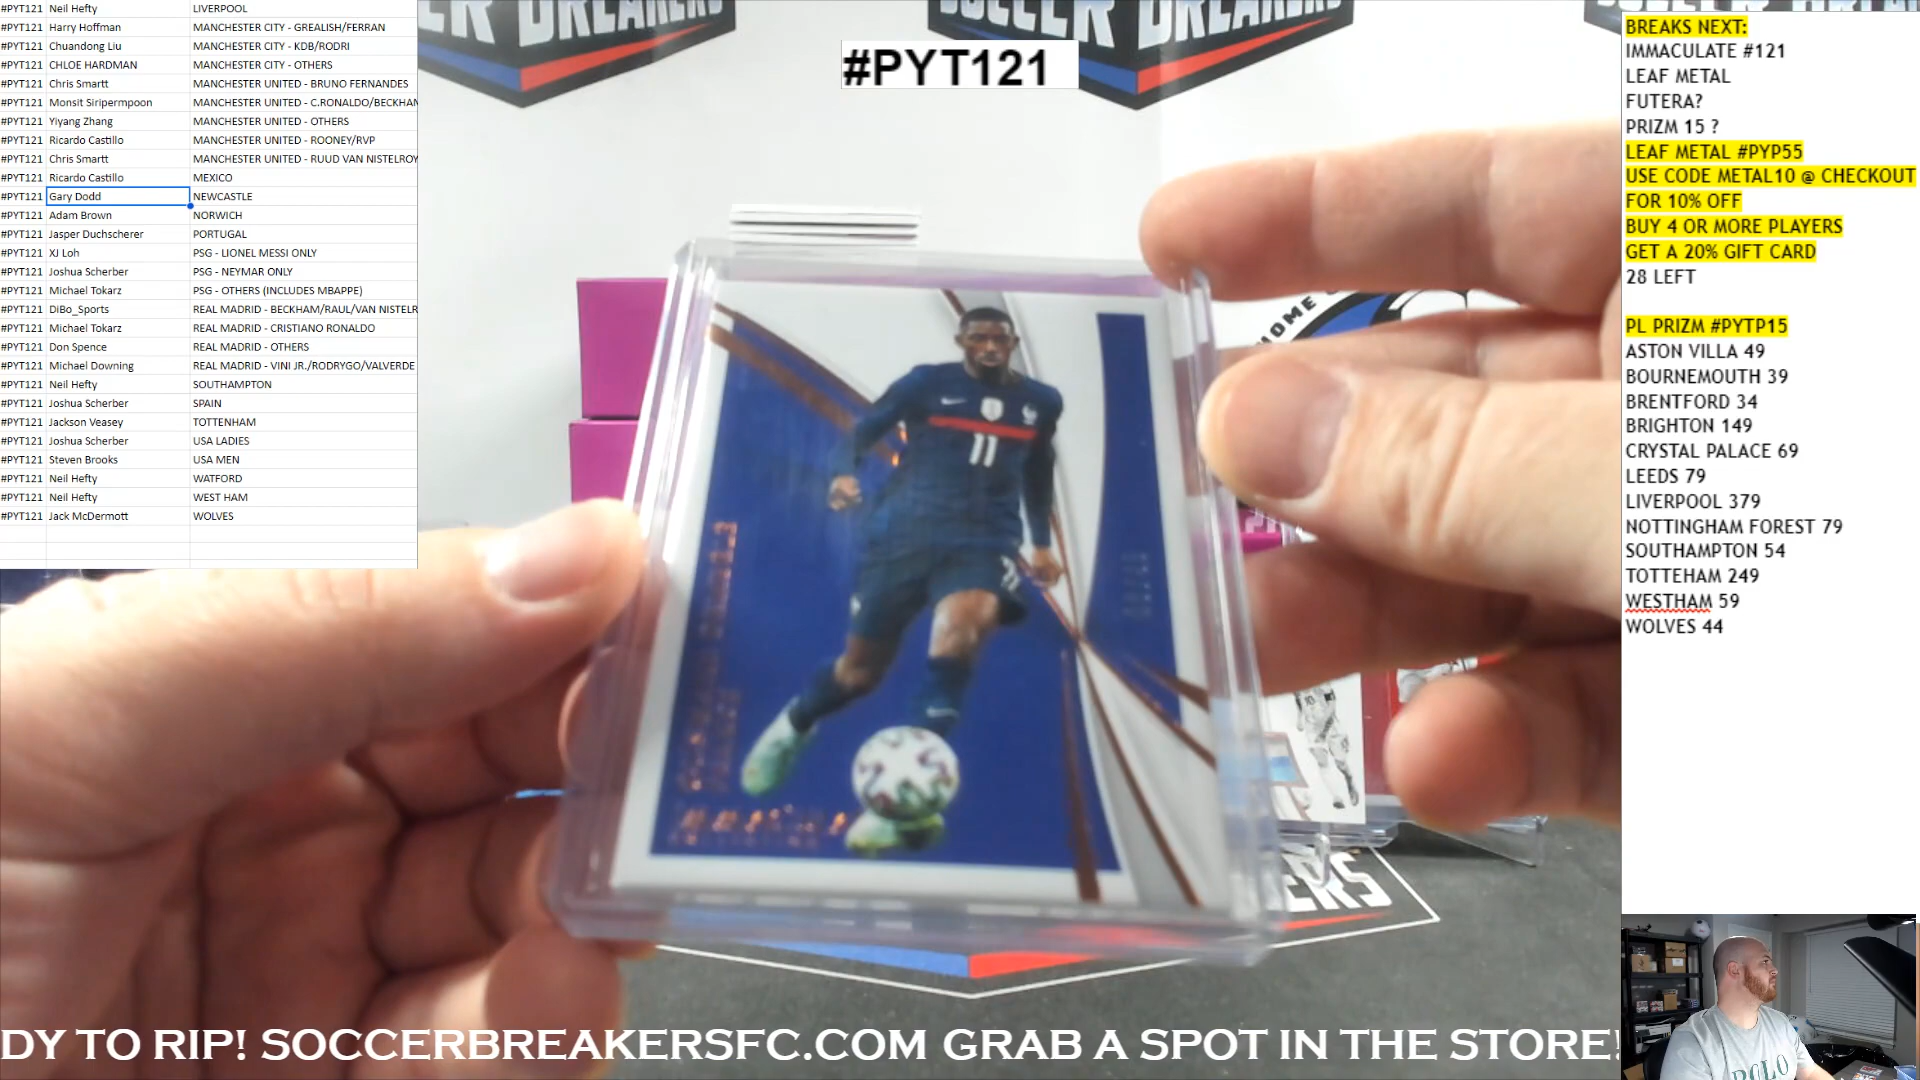 #PYT121 Neil Hefty LIVERPOOL
#PYT121 Harry Hoffman MANCHESTER CITY - GREALISH/FERRAN
#PYT121 Chuandong Liu MANCHESTER CITY - KDB/RODRI
#PYT121 CHLOE HARDMAN MANCHESTER CITY - OTHERS
#PYT121 Chris Smartt MANCHESTER UNITED - BRUNO FERNANDES
#PYT121 Monsit Siripermpoon MANCHESTER UNITED - C.RONALDO/BECKHAM
#PYT121 Yiyang Zhang MANCHESTER UNITED - OTHERS
#PYT121 Ricardo Castillo MANCHESTER UNITED - ROONEY/RVP
#PYT121 Chris Smartt MANCHESTER UNITED - RUUD VAN NISTELROY
#PYT121 Ricardo Castillo MEXICO
#PYT121 Gary Dodd NEWCASTLE
#PYT121 Adam Brown NORWICH
#PYT121 Jasper Duchscherer PORTUGAL
#PYT121 XJ Loh PSG - LIONEL MESSI ONLY
#PYT121 Joshua Scherber PSG - NEYMAR ONLY
#PYT121 Michael Tokarz PSG - OTHERS (INCLUDES MBAPPE)
#PYT121 DiBo_Sports REAL MADRID - BECKHAM/RAUL/VAN NISTELR
#PYT121 Michael Tokarz REAL MADRID - CRISTIANO RONALDO
#PYT121 Don Spence REAL MADRID - OTHERS
#PYT121 Michael Downing REAL MADRID - VINI JR./RODRYGO/VALVERDE
#PYT121 Neil Hefty SOUTHAMPTON
#PYT121 Joshua Scherber SPAIN
#PYT121 Jackson Veasey TOTTENHAM
#PYT121 Joshua Scherber USA LADIES
#PYT121 Steven Brooks USA MEN
#PYT121 Neil Hefty WATFORD
#PYT121 Neil Hefty WEST HAM
#PYT121 Jack McDermott WOLVES
SOCCER BREAKERS
#PYT121
HOME
11
BREAKS NEXT:
IMMACULATE #121
LEAF METAL
FUTERA?
PRIZM 15 ?
LEAF METAL #PYP55
USE CODE METAL10 @ CHECKOUT
FOR 10% OFF
BUY 4 OR MORE PLAYERS
GET A 20% GIFT CARD
28 LEFT
PL PRIZM #PYTP15
ASTON VILLA 49
BOURNEMOUTH 39
BRENTFORD 34
BRIGHTON 149
CRYSTAL PALACE 69
LEEDS 79
LIVERPOOL 379
NOTTINGHAM FOREST 79
SOUTHAMPTON 54
TOTTEHAM 249
WESTHAM 59
WOLVES 44
DY TO RIP! SOCCERBREAKERSFC.COM GRAB A SPOT IN THE STORE!
POLO